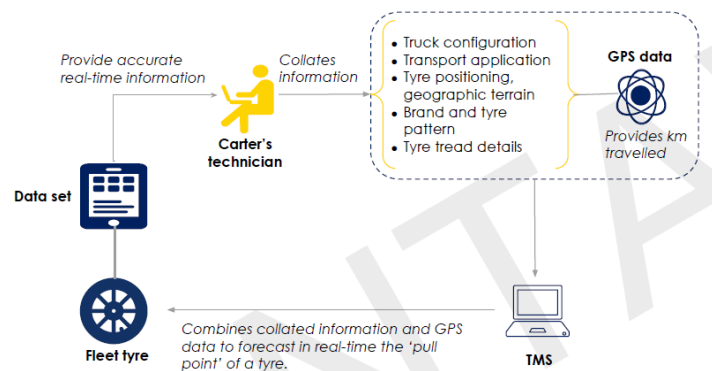 Provide accurate
real-time information
Collates
information
Carter's
technician
• Truck configuration
• Transport application
• Tyre positioning,
geographic terrain
• Brand and tyre
pattern
• Tyre tread details
GPS data
Provides km
travelled
Data set
Fleet tyre
Combines collated information and GPS
data to forecast in real-time the ‘pull
point’ of a tyre.
TMS